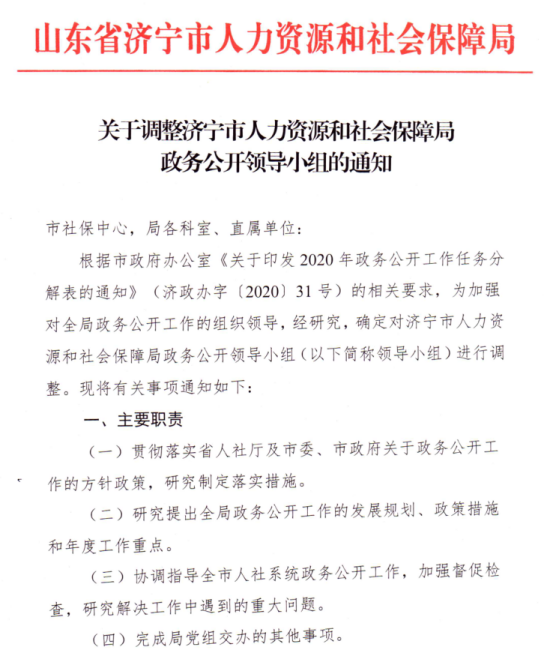 山东省济宁市人力资源和社会保障局
关于调整济宁市人力资源和社会保障局
政务公开领导小组的通知
市社保中心，局各科室、直属单位：
根据市政府办公室《关于印发2020年政务公开工作任务分
解表的通知》（济政办字〔2020〕31号）的相关要求，为加强
对全局政务公开工作的组织领导，经研究，确定对济宁市人力资
源和社会保障局政务公开领导小组（以下简称领导小组）进行调
整。现将有关事项通知如下：
一、主要职责
（一）贯彻落实省人社厅及市委、市政府关于政务公开工
作的方针政策，研究制定落实措施。
（二）研究提出全局政务公开工作的发展规划、政策措施
和年度工作重点。
（三）协调指导全市人社系统政务公开工作，加强督促检
查，研究解决工作中遇到的重大问题。
（四）完成局党组交办的其他事项。